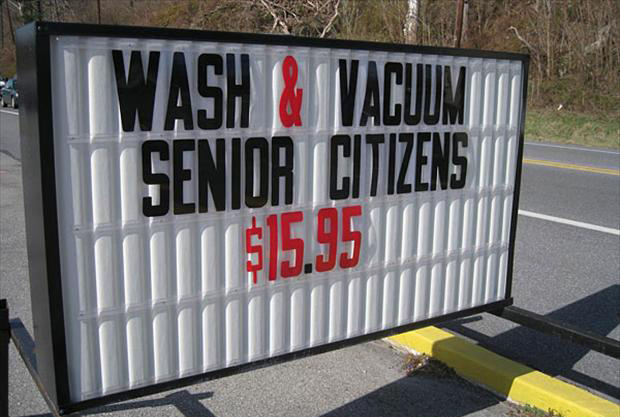 WASH & VACUUM
SENIOR CITIZENS
$15.95